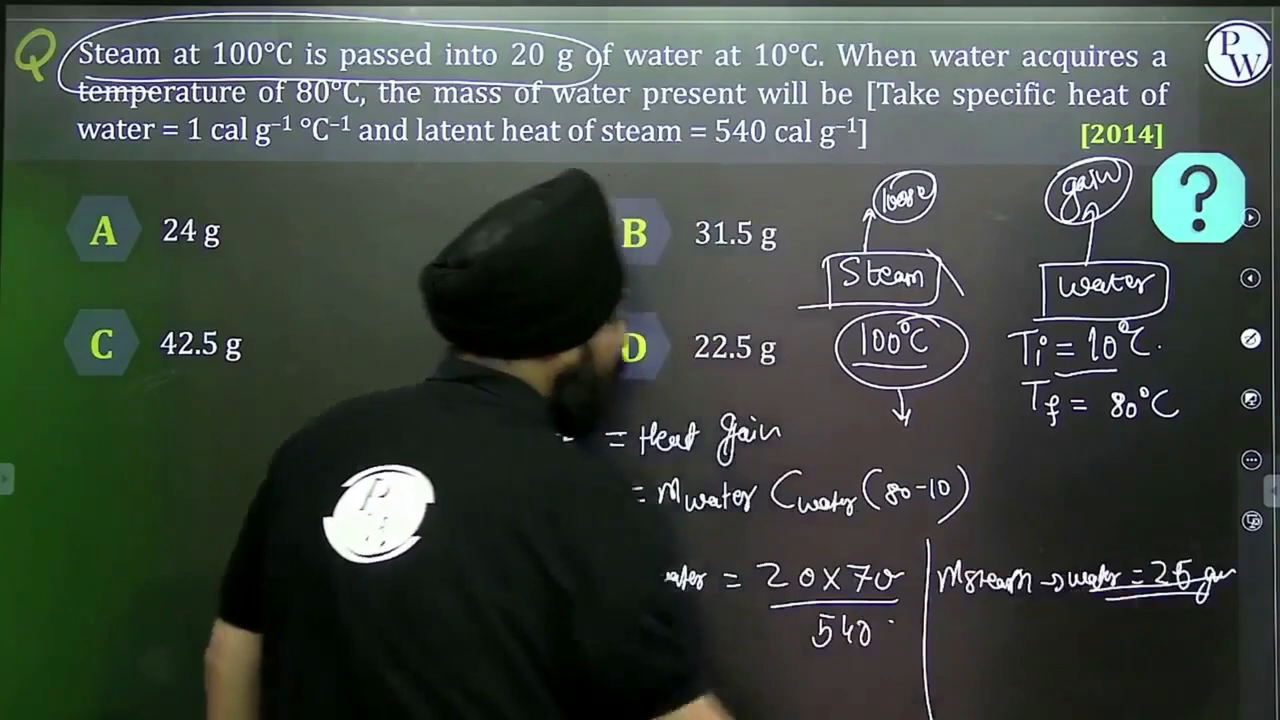 Q Steam at 100°C is passed into 20 g of water at 10°C. When water acquires a
temperature of 80°C, the mass of water present will be [Take specific heat of
water = 1 cal g⁻¹ °C⁻¹ and latent heat of steam = 540 cal g⁻¹] [2014]
P
W
?
A 24 g
B 31.5 g
C 42.5 g
D 22.5 g
loose
gain
Steam
water
100°C
Ti = 10°C.
Tf = 80°C
= Heat gain
= Mwater Cwater (80-10)
= 20 x 70
540
Msteam → water = 25 gm
P
W